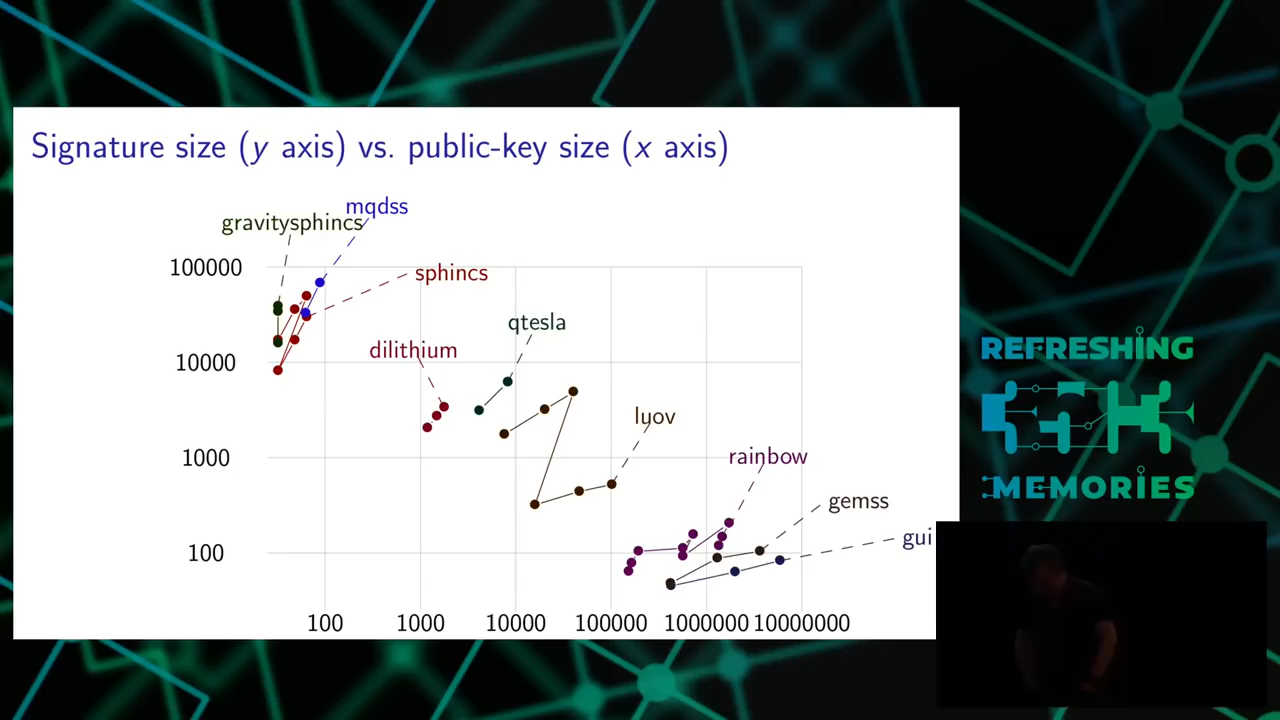 Signature size (y axis) vs. public-key size (x axis)
mqdss
gravitysphincs
100000
sphincs
qtesla
dilithium
10000
luov
1000
rainbow
gemss
gui
100
100
1000
10000
100000
1000000
10000000
REFRESHING
MEMORIES